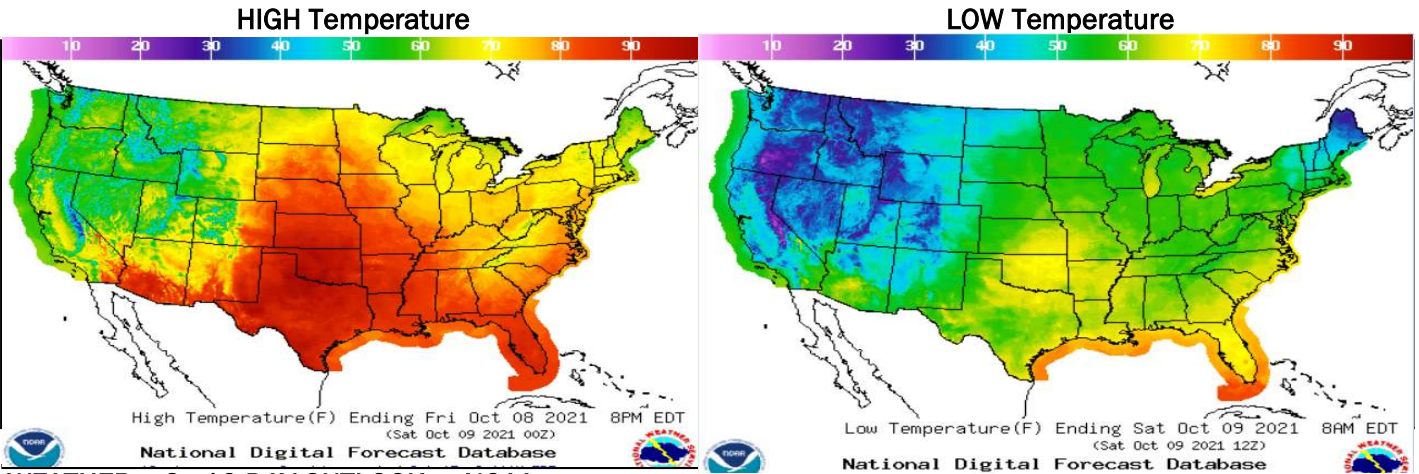 HIGH Temperature
LOW Temperature
10 20 30 40 50 60 70 80 90
10 20 30 40 50 60 70 80 90
High Temperature(F) Ending Fri Oct 08 2021 8PM EDT
(Sat Oct 09 2021 00Z)
National Digital Forecast Database
NOAA
Low Temperature(F) Ending Sat Oct 09 2021 8AM EDT
(Sat Oct 09 2021 12Z)
National Digital Forecast Database
NOAA